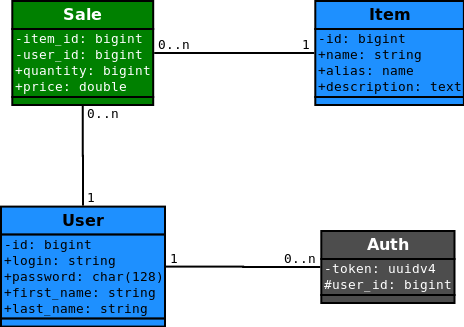 Sale
-item_id: bigint
-user_id: bigint
+quantity: bigint
+price: double
0..n
1
Item
-id: bigint
+name: string
+alias: name
+description: text
0..n
1
User
-id: bigint
+login: string
+password: char(128)
+first_name: string
+last_name: string
1
0..n
Auth
-token: uuidv4
#user_id: bigint